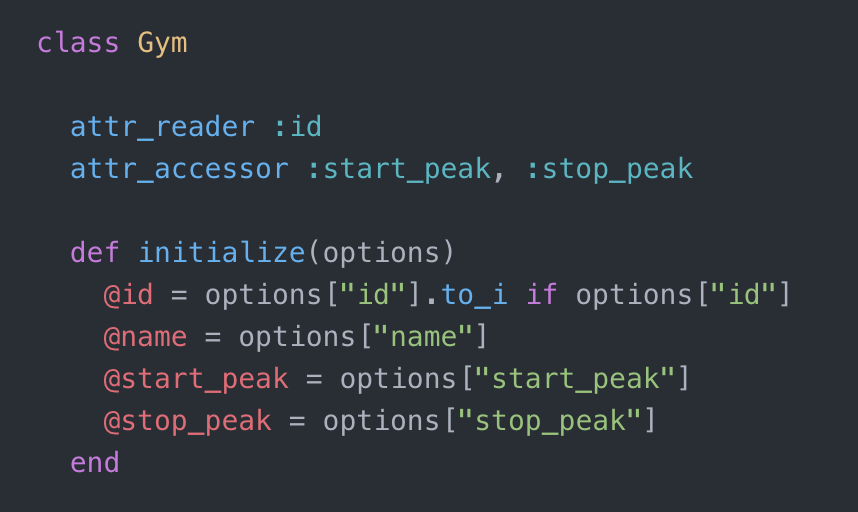 class Gym
attr_reader :id
attr_accessor :start_peak, :stop_peak
def initialize(options)
@id = options["id"].to_i if options["id"]
@name = options["name"]
@start_peak = options["start_peak"]
@stop_peak = options["stop_peak"]
end